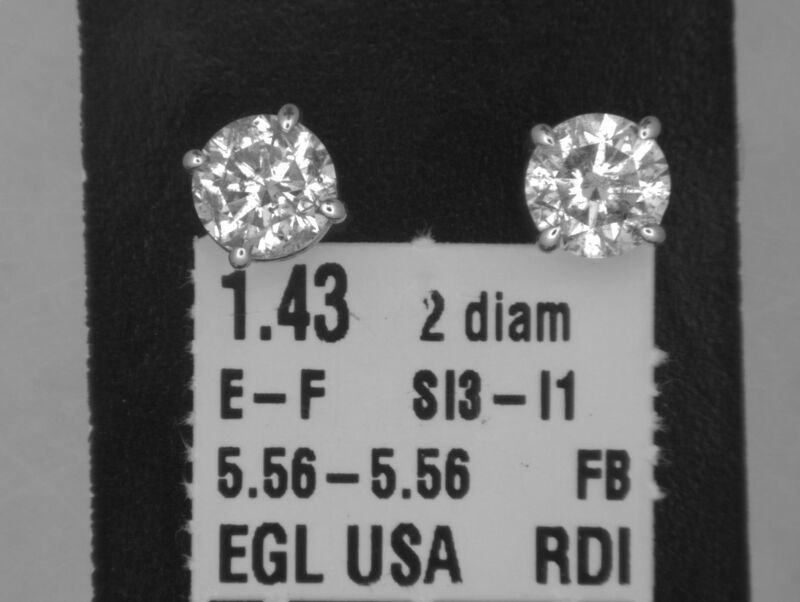 1.43 2 diam
E-F SI3-I1
5.56-5.56 FB
EGL USA RDI